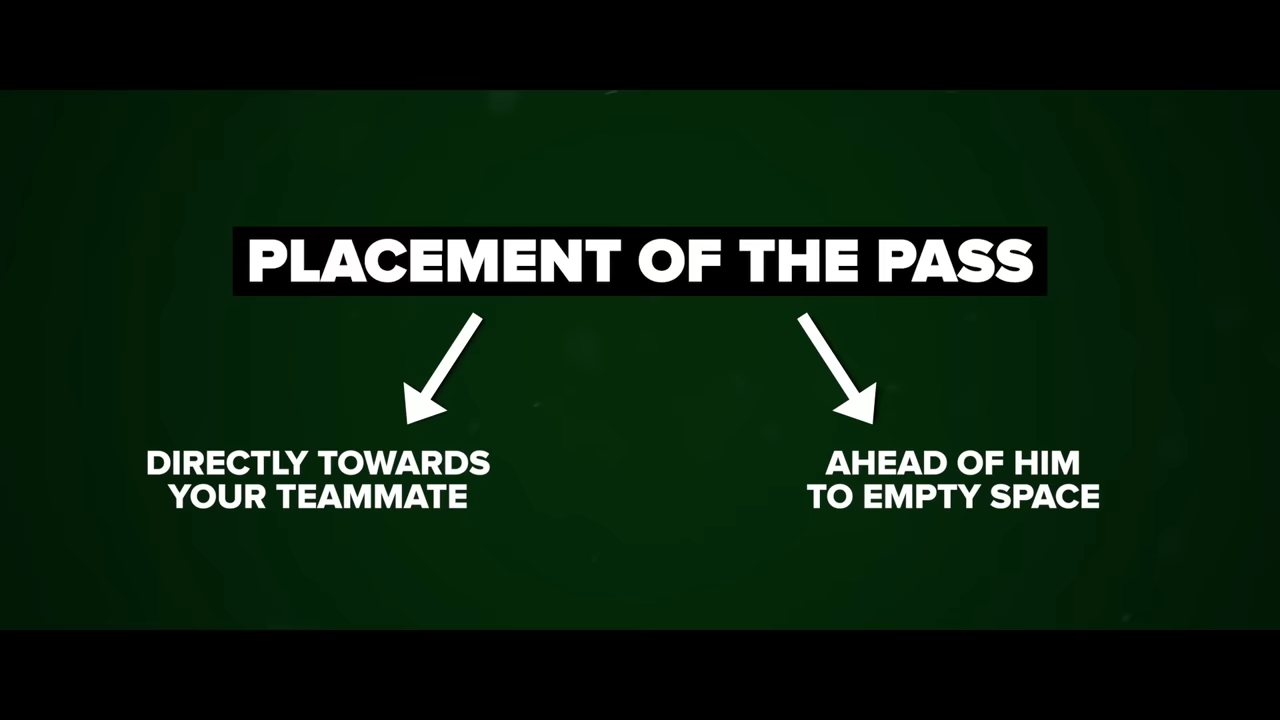 PLACEMENT OF THE PASS
DIRECTLY TOWARDS
YOUR TEAMMATE
AHEAD OF HIM
TO EMPTY SPACE